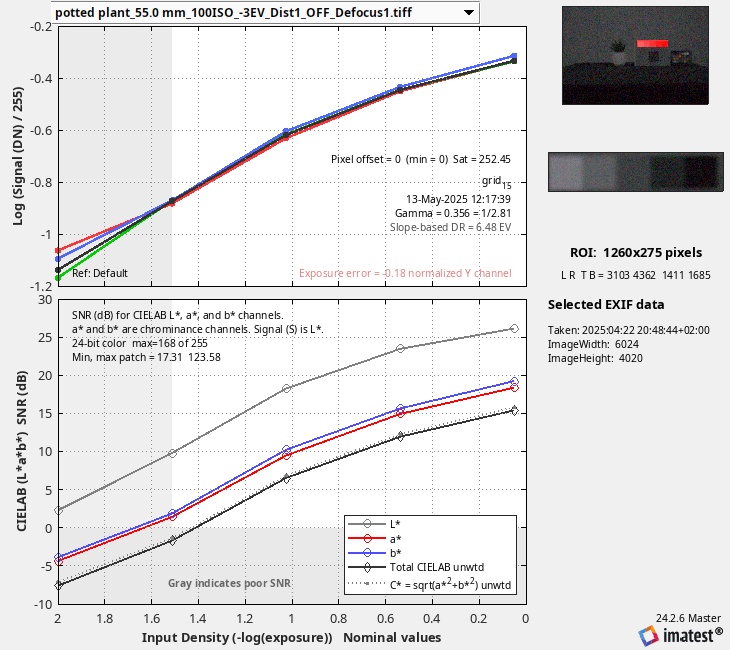 potted plant_55.0 mm_100ISO_-3EV_Dist1_OFF_Defocus1.tiff
-0.2
-0.4
-0.6
-0.8
-1
-1.2
Log (Signal (DN) / 255)
Pixel offset = 0 (min = 0) Sat = 252.45
grid_15
13-May-2025 12:17:39
Gamma = 0.356 = 1/2.81
Slope-based DR = 6.48 EV
Ref: Default
Exposure error = -0.18 normalized Y channel
ROI: 1260x275 pixels
L R T B = 3103 4362 1411 1685
Selected EXIF data
Taken: 2025:04:22 20:48:44+02:00
ImageWidth: 6024
ImageHeight: 4020
30
25
20
15
10
5
0
-5
-10
CIELAB (L*a*b*) SNR (dB)
SNR (dB) for CIELAB L*, a*, and b* channels.
a* and b* are chrominance channels. Signal (S) is L*.
24-bit color max=168 of 255
Min, max patch = 17.31 123.58
L*
a*
b*
Total CIELAB unwtd
C* = sqrt(a*2+b*2) unwtd
Gray indicates poor SNR
2 1.8 1.6 1.4 1.2 1 0.8 0.6 0.4 0.2 0
Input Density (-log(exposure)) Nominal values
24.2.6 Master
imatest®